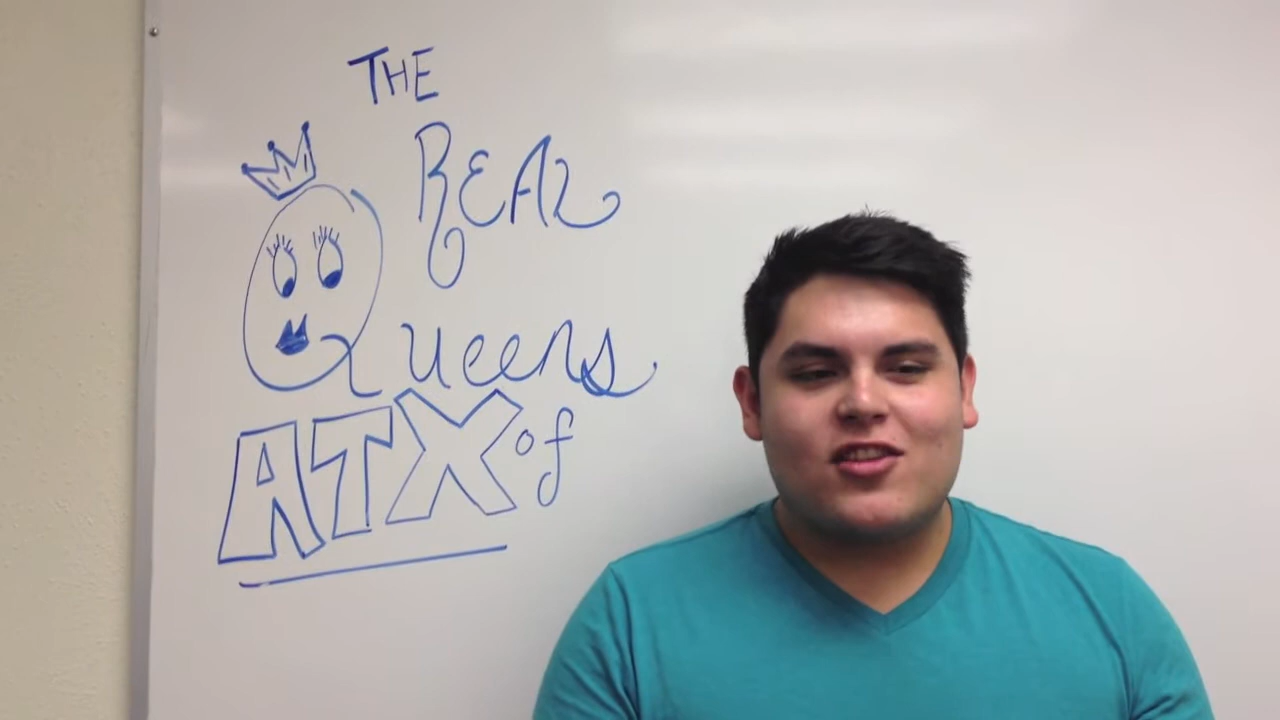 THE
REAL
Queens
ATX of